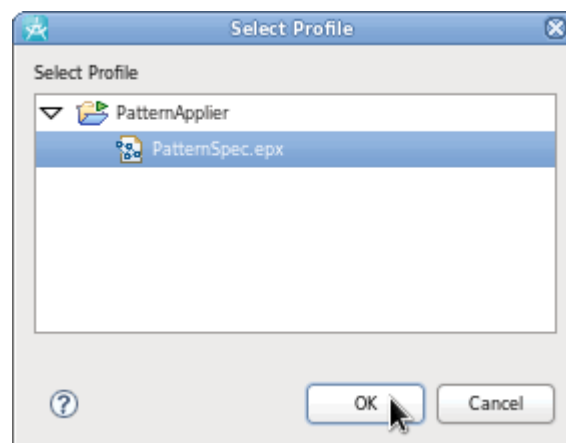 Select Profile
Select Profile
PatternApplier
PatternSpec.epx
?
OK
Cancel